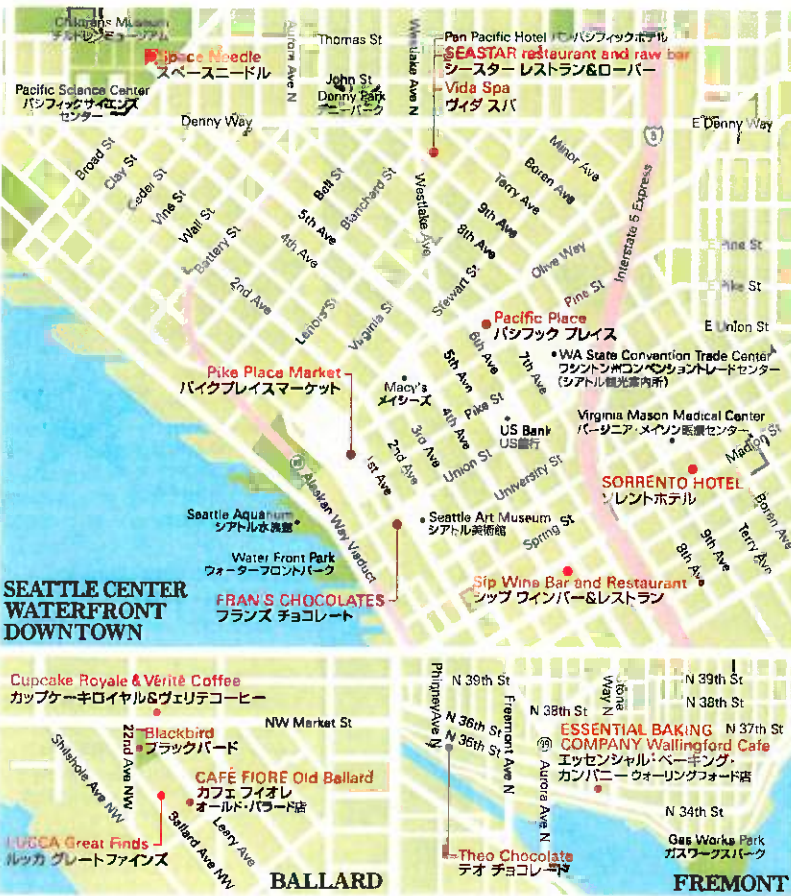 Childrens Museum
チルドレンミュージアム
Space Needle
スペースニードル
Pacific Science Center
パシフィックサイエンス
センター
Aurora Ave N
Thomas St
John St
Denny Park
デニーパーク
Westlake Ave N
Pan Pacific Hotel パンパシフィックホテル
SEASTAR restaurant and raw bar
シースター レストラン&ローバー
Vida Spa
ヴィダ スパ
Denny Way
E Denny Way
5
Interstate 5 Express
Broad St
Clay St
Ceder St
Vine St
Wall St
Battery St
Bell St
Blanchard St
5th Ave
4th Ave
2nd Ave
Lenora St
Virginia St
Westlake Ave
Minor Ave
Boren Ave
Terry Ave
9th Ave
8th Ave
Stewart St
Olive Way
Pine St
E Pine St
E Pike St
E Union St
Pacific Place
パシフック プレイス
6th Ave
5th Ave
7th Ave
WA State Convention Trade Center
ワシントン州コンベンショントレードセンター
(シアトル観光案内所)
Pike Place Market
パイクプレイスマーケット
Macy's
メイシーズ
4th Ave
3rd Ave
2nd Ave
1st Ave
Pike St
US Bank
US銀行
Union St
University St
Virginia Mason Medical Center
バージニア・メイソン医療センター
SORRENTO HOTEL
ソレントホテル
Boren Ave
Terry Ave
9th Ave
8th Ave
Alaskan Way Viaduct
Seattle Aquarium
シアトル水族館
Seattle Art Museum
シアトル美術館
Spring St
Water Front Park
ウォーターフロントパーク
FRAN'S CHOCOLATES
フランズ チョコレート
Sip Wine Bar and Restaurant
シップ ワインバー&レストラン
SEATTLE CENTER
WATERFRONT
DOWNTOWN
Cupcake Royale & Vérité Coffee
カップケーキロイヤル&ヴェリテコーヒー
NW Market St
22nd Ave NW
Blackbird
ブラックバード
Shilshole Ave NW
CAFÉ FIORE Old Ballard
カフェ フィオレ
オールド・バラード店
LUCCA Great Finds
ルッカ グレートファインズ
Ballard Ave NW
Leary Ave
BALLARD
Phigney Ave N
N 39th St
N 36th St
N 35th St
Freamont Ave N
N 38th St
99
Aurora Ave N
Stone Way N
N 39th St
N 38th St
N 37th St
ESSENTIAL BAKING
COMPANY Wallingford Cafe
エッセンシャル・ベーキング・
カンパニー ウォーリングフォード店
N 34th St
Gas Works Park
ガスワークスパーク
Theo Chocolate
テオ チョコレート
FREMONT